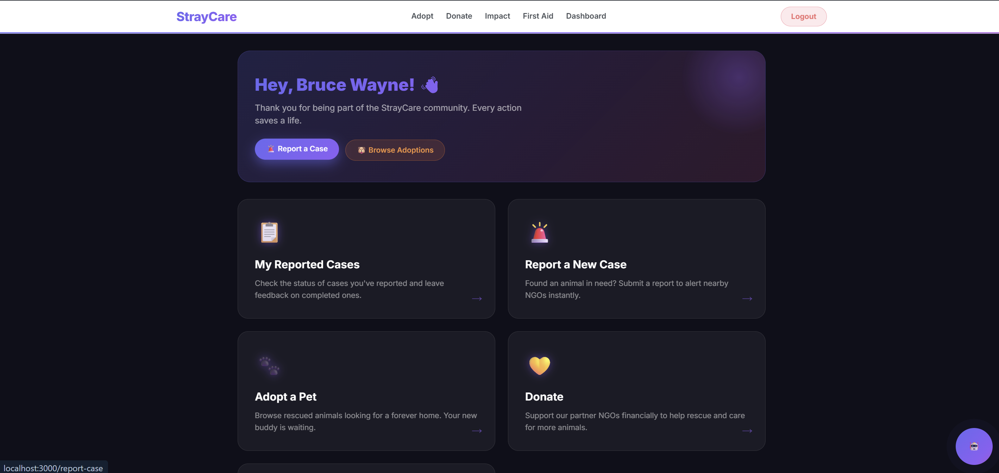 StrayCare
Adopt
Donate
Impact
First Aid
Dashboard
Logout
Hey, Bruce Wayne! 👋
Thank you for being part of the StrayCare community. Every action
saves a life.
🚨 Report a Case
🐶 Browse Adoptions
My Reported Cases
Check the status of cases you've reported and leave
feedback on completed ones.
→
Report a New Case
Found an animal in need? Submit a report to alert nearby
NGOs instantly.
→
Adopt a Pet
Browse rescued animals looking for a forever home. Your new
buddy is waiting.
→
Donate
Support our partner NGOs financially to help rescue and care
for more animals.
→
localhost:3000/report-case